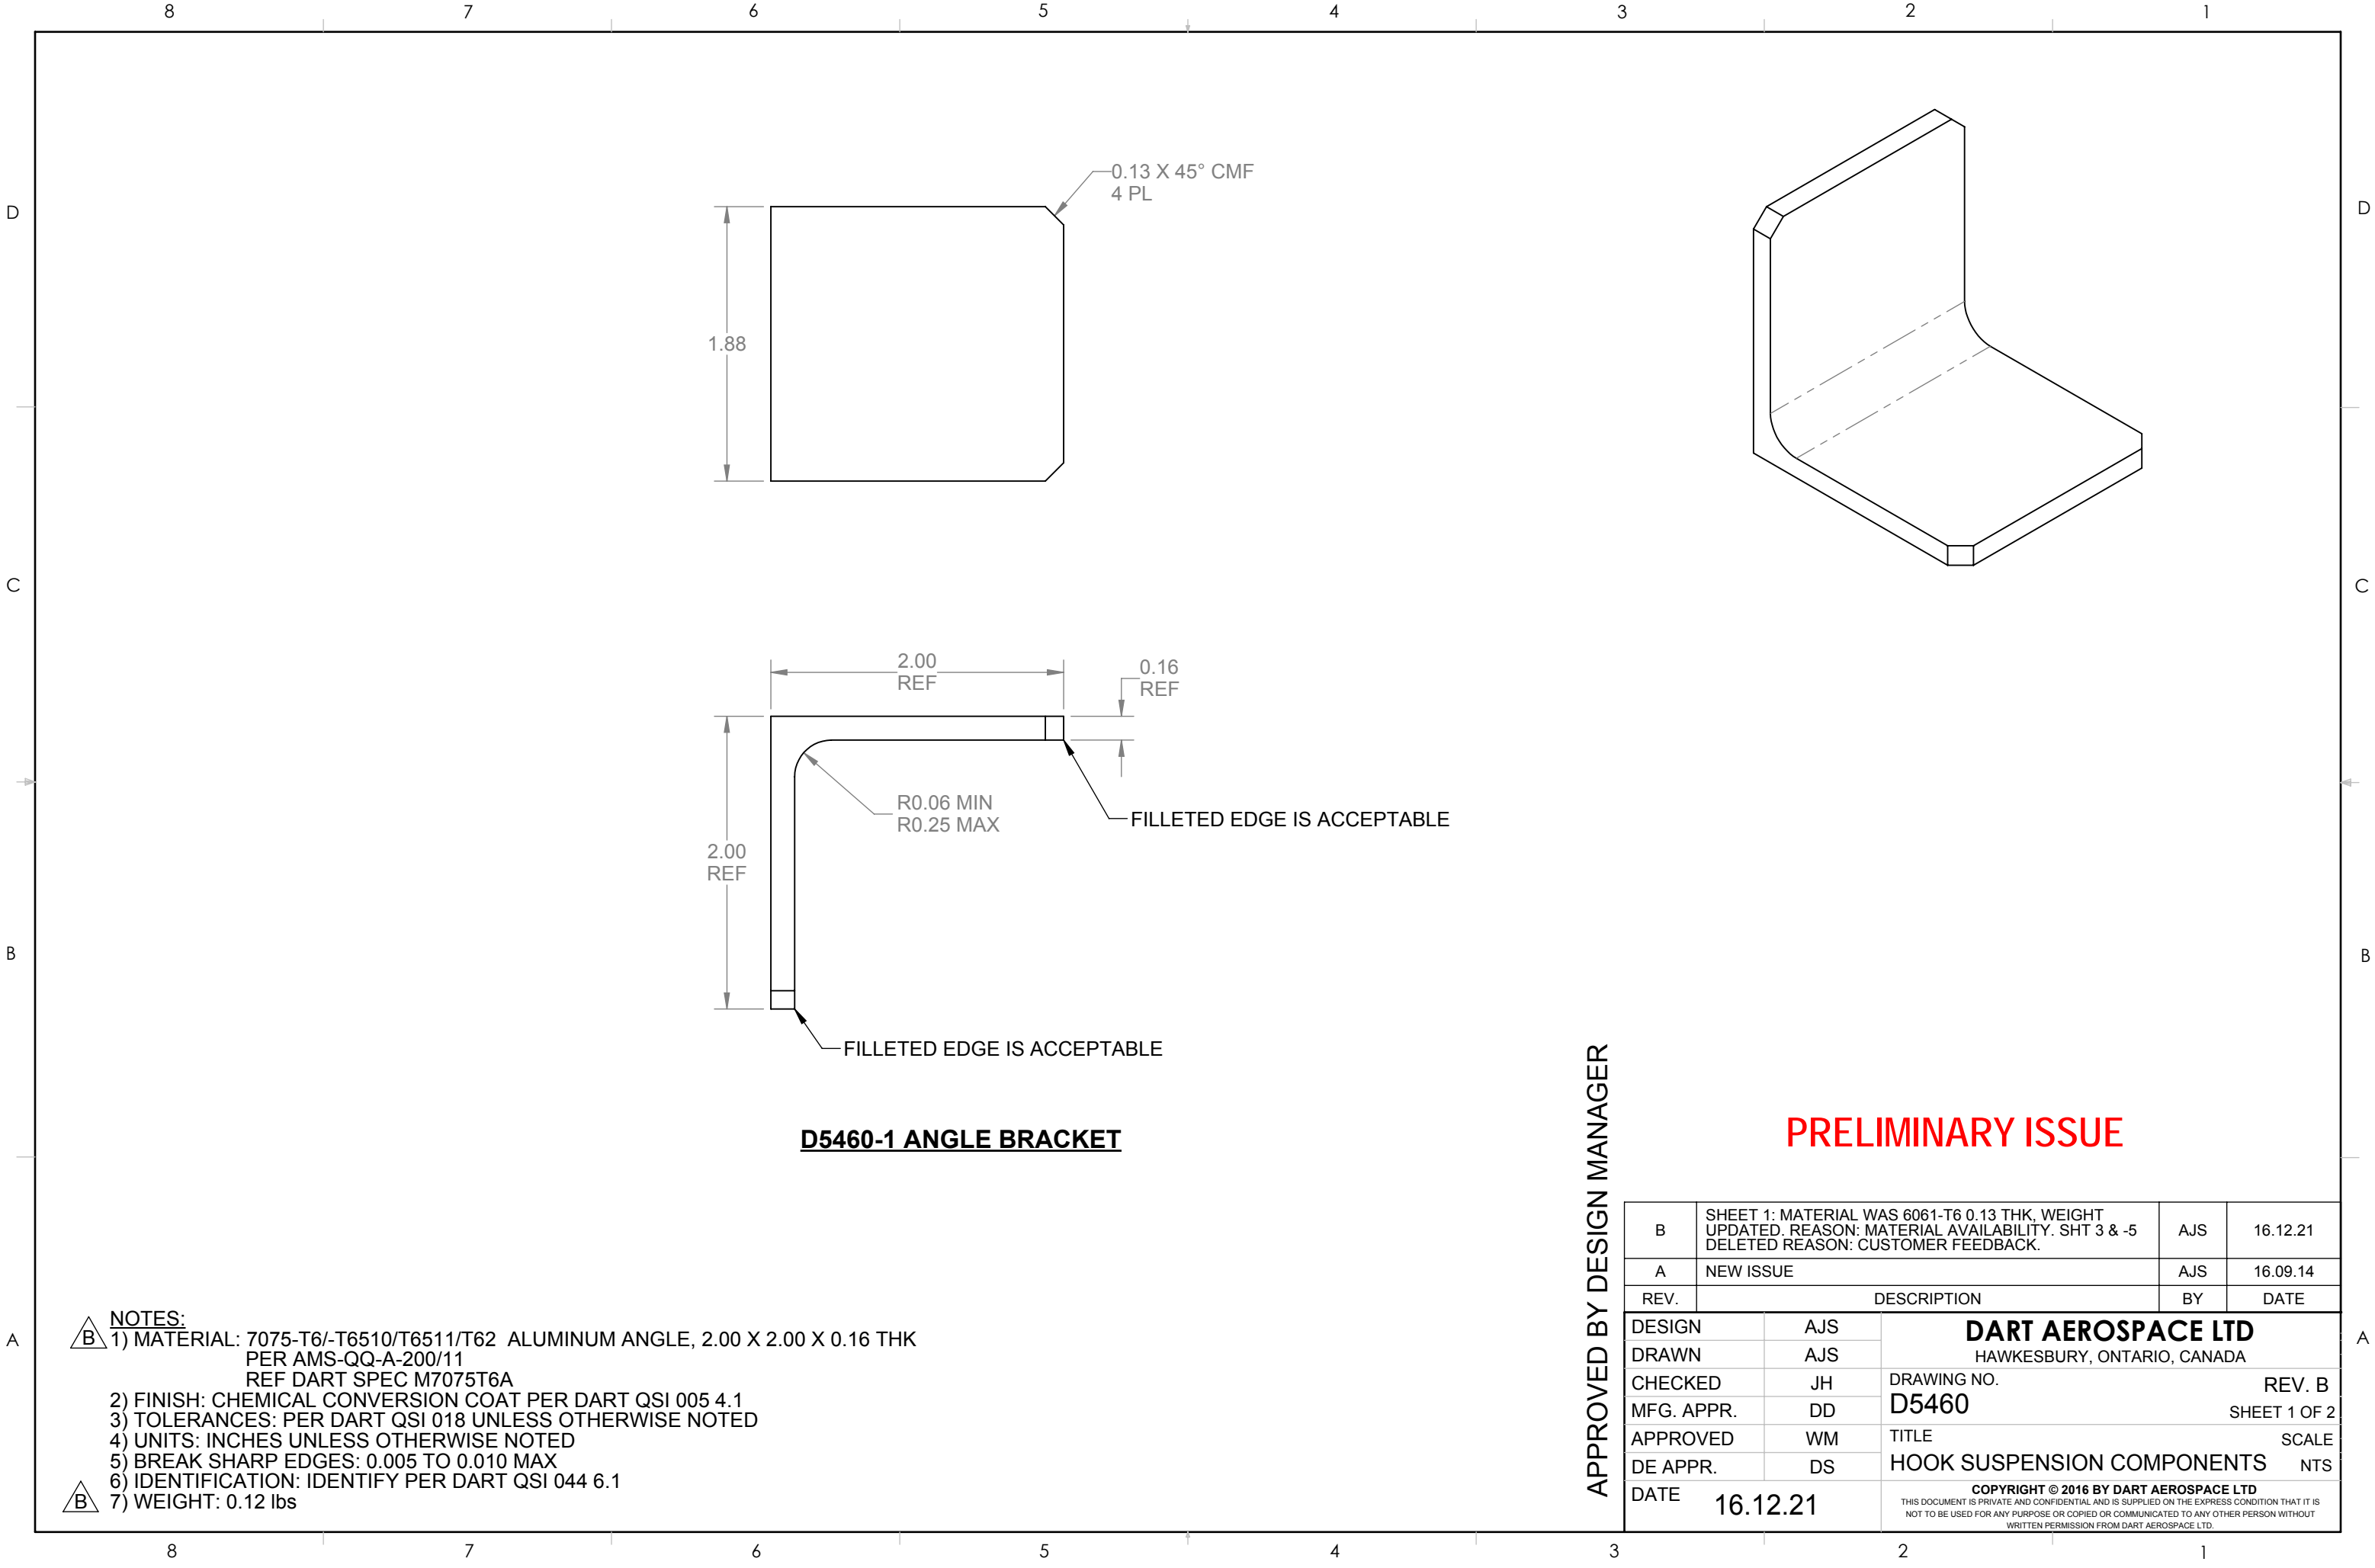 8 7 6 5 4 3 2 1
D
D
0.13 X 45° CMF
4 PL
1.88
C
C
2.00
REF
0.16
REF
R0.06 MIN
R0.25 MAX
FILLETED EDGE IS ACCEPTABLE
2.00
REF
B
B
FILLETED EDGE IS ACCEPTABLE
D5460-1 ANGLE BRACKET
APPROVED BY DESIGN MANAGER
PRELIMINARY ISSUE
B SHEET 1: MATERIAL WAS 6061-T6 0.13 THK, WEIGHT
UPDATED. REASON: MATERIAL AVAILABILITY. SHT 3 & -5 AJS 16.12.21
DELETED REASON: CUSTOMER FEEDBACK.
A NEW ISSUE AJS 16.09.14
REV. DESCRIPTION BY DATE
A
A
B
NOTES:
1) MATERIAL: 7075-T6/-T6510/T6511/T62 ALUMINUM ANGLE, 2.00 X 2.00 X 0.16 THK
PER AMS-QQ-A-200/11
REF DART SPEC M7075T6A
2) FINISH: CHEMICAL CONVERSION COAT PER DART QSI 005 4.1
3) TOLERANCES: PER DART QSI 018 UNLESS OTHERWISE NOTED
4) UNITS: INCHES UNLESS OTHERWISE NOTED
5) BREAK SHARP EDGES: 0.005 TO 0.010 MAX
6) IDENTIFICATION: IDENTIFY PER DART QSI 044 6.1
B 7) WEIGHT: 0.12 lbs
DESIGN AJS
DRAWN AJS
CHECKED JH
MFG. APPR. DD
APPROVED WM
DE APPR. DS
DATE 16.12.21
DART AEROSPACE LTD
HAWKESBURY, ONTARIO, CANADA
DRAWING NO. REV. B
D5460 SHEET 1 OF 2
TITLE SCALE
HOOK SUSPENSION COMPONENTS NTS
COPYRIGHT © 2016 BY DART AEROSPACE LTD
THIS DOCUMENT IS PRIVATE AND CONFIDENTIAL AND IS SUPPLIED ON THE EXPRESS CONDITION THAT IT IS
NOT TO BE USED FOR ANY PURPOSE OR COPIED OR COMMUNICATED TO ANY OTHER PERSON WITHOUT
WRITTEN PERMISSION FROM DART AEROSPACE LTD.
8 7 6 5 4 3 2 1